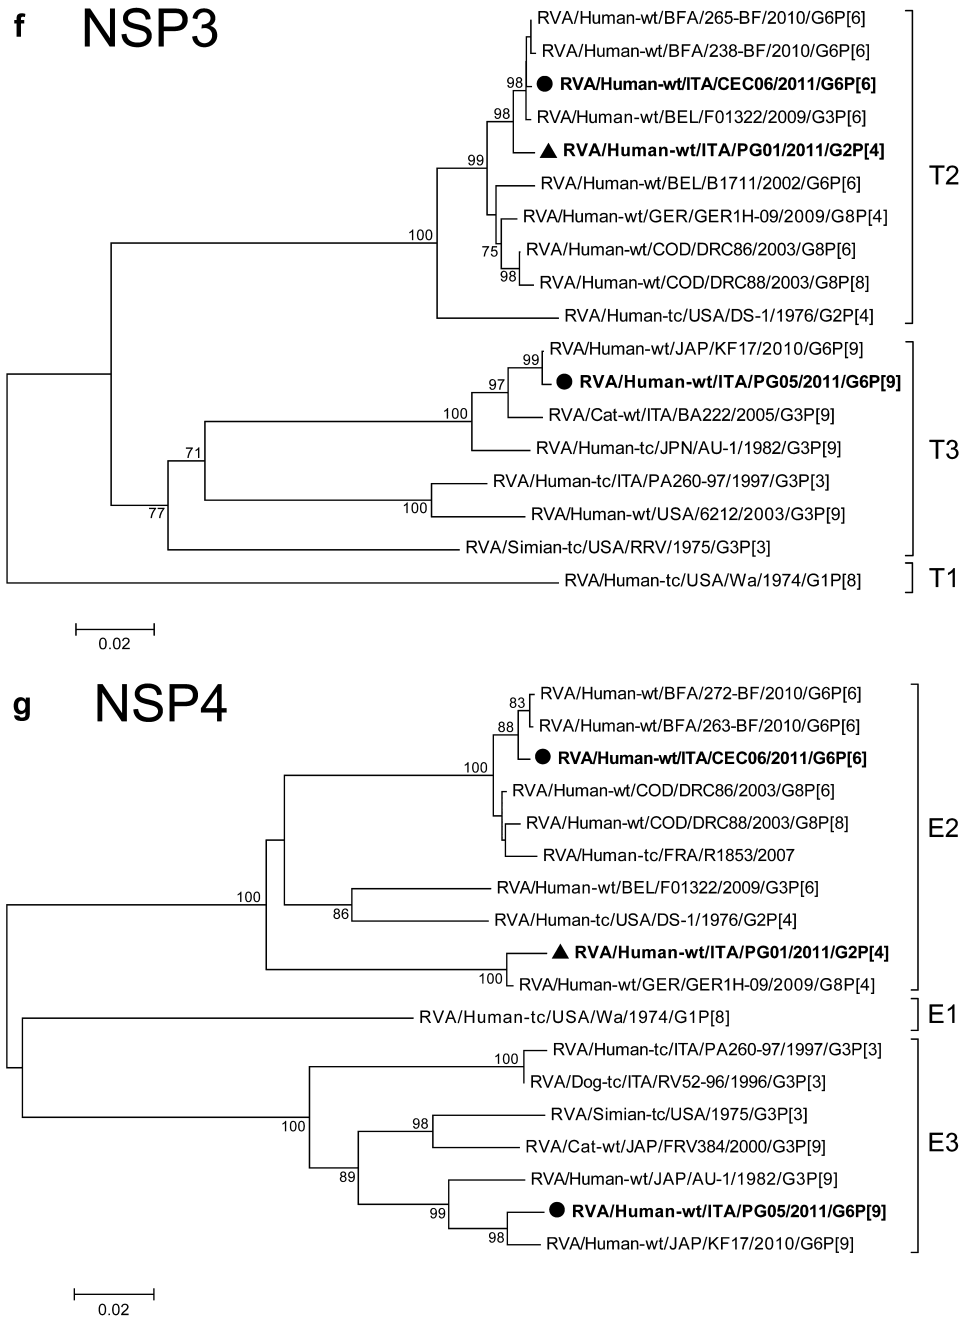 f NSP3
RVA/Human-wt/BFA/265-BF/2010/G6P[6]
RVA/Human-wt/BFA/238-BF/2010/G6P[6]
98
RVA/Human-wt/ITA/CEC06/2011/G6P[6]
98
RVA/Human-wt/BEL/F01322/2009/G3P[6]
RVA/Human-wt/ITA/PG01/2011/G2P[4]
99
T2
RVA/Human-wt/BEL/B1711/2002/G6P[6]
RVA/Human-wt/GER/GER1H-09/2009/G8P[4]
100
75
RVA/Human-wt/COD/DRC86/2003/G8P[6]
98
RVA/Human-wt/COD/DRC88/2003/G8P[8]
RVA/Human-tc/USA/DS-1/1976/G2P[4]
RVA/Human-wt/JAP/KF17/2010/G6P[9]
99
RVA/Human-wt/ITA/PG05/2011/G6P[9]
97
100
RVA/Cat-wt/ITA/BA222/2005/G3P[9]
RVA/Human-tc/JPN/AU-1/1982/G3P[9]
T3
71
RVA/Human-tc/ITA/PA260-97/1997/G3P[3]
100
77
RVA/Human-wt/USA/6212/2003/G3P[9]
RVA/Simian-tc/USA/RRV/1975/G3P[3]
RVA/Human-tc/USA/Wa/1974/G1P[8]
T1
0.02
g NSP4
RVA/Human-wt/BFA/272-BF/2010/G6P[6]
83
RVA/Human-wt/BFA/263-BF/2010/G6P[6]
88
RVA/Human-wt/ITA/CEC06/2011/G6P[6]
100
RVA/Human-wt/COD/DRC86/2003/G8P[6]
RVA/Human-wt/COD/DRC88/2003/G8P[8]
E2
RVA/Human-tc/FRA/R1853/2007
RVA/Human-wt/BEL/F01322/2009/G3P[6]
100
86
RVA/Human-tc/USA/DS-1/1976/G2P[4]
RVA/Human-wt/ITA/PG01/2011/G2P[4]
100
RVA/Human-wt/GER/GER1H-09/2009/G8P[4]
RVA/Human-tc/USA/Wa/1974/G1P[8]
E1
RVA/Human-tc/ITA/PA260-97/1997/G3P[3]
100
RVA/Dog-tc/ITA/RV52-96/1996/G3P[3]
RVA/Simian-tc/USA/1975/G3P[3]
100
98
RVA/Cat-wt/JAP/FRV384/2000/G3P[9]
E3
89
RVA/Human-wt/JAP/AU-1/1982/G3P[9]
99
RVA/Human-wt/ITA/PG05/2011/G6P[9]
98
RVA/Human-wt/JAP/KF17/2010/G6P[9]
0.02